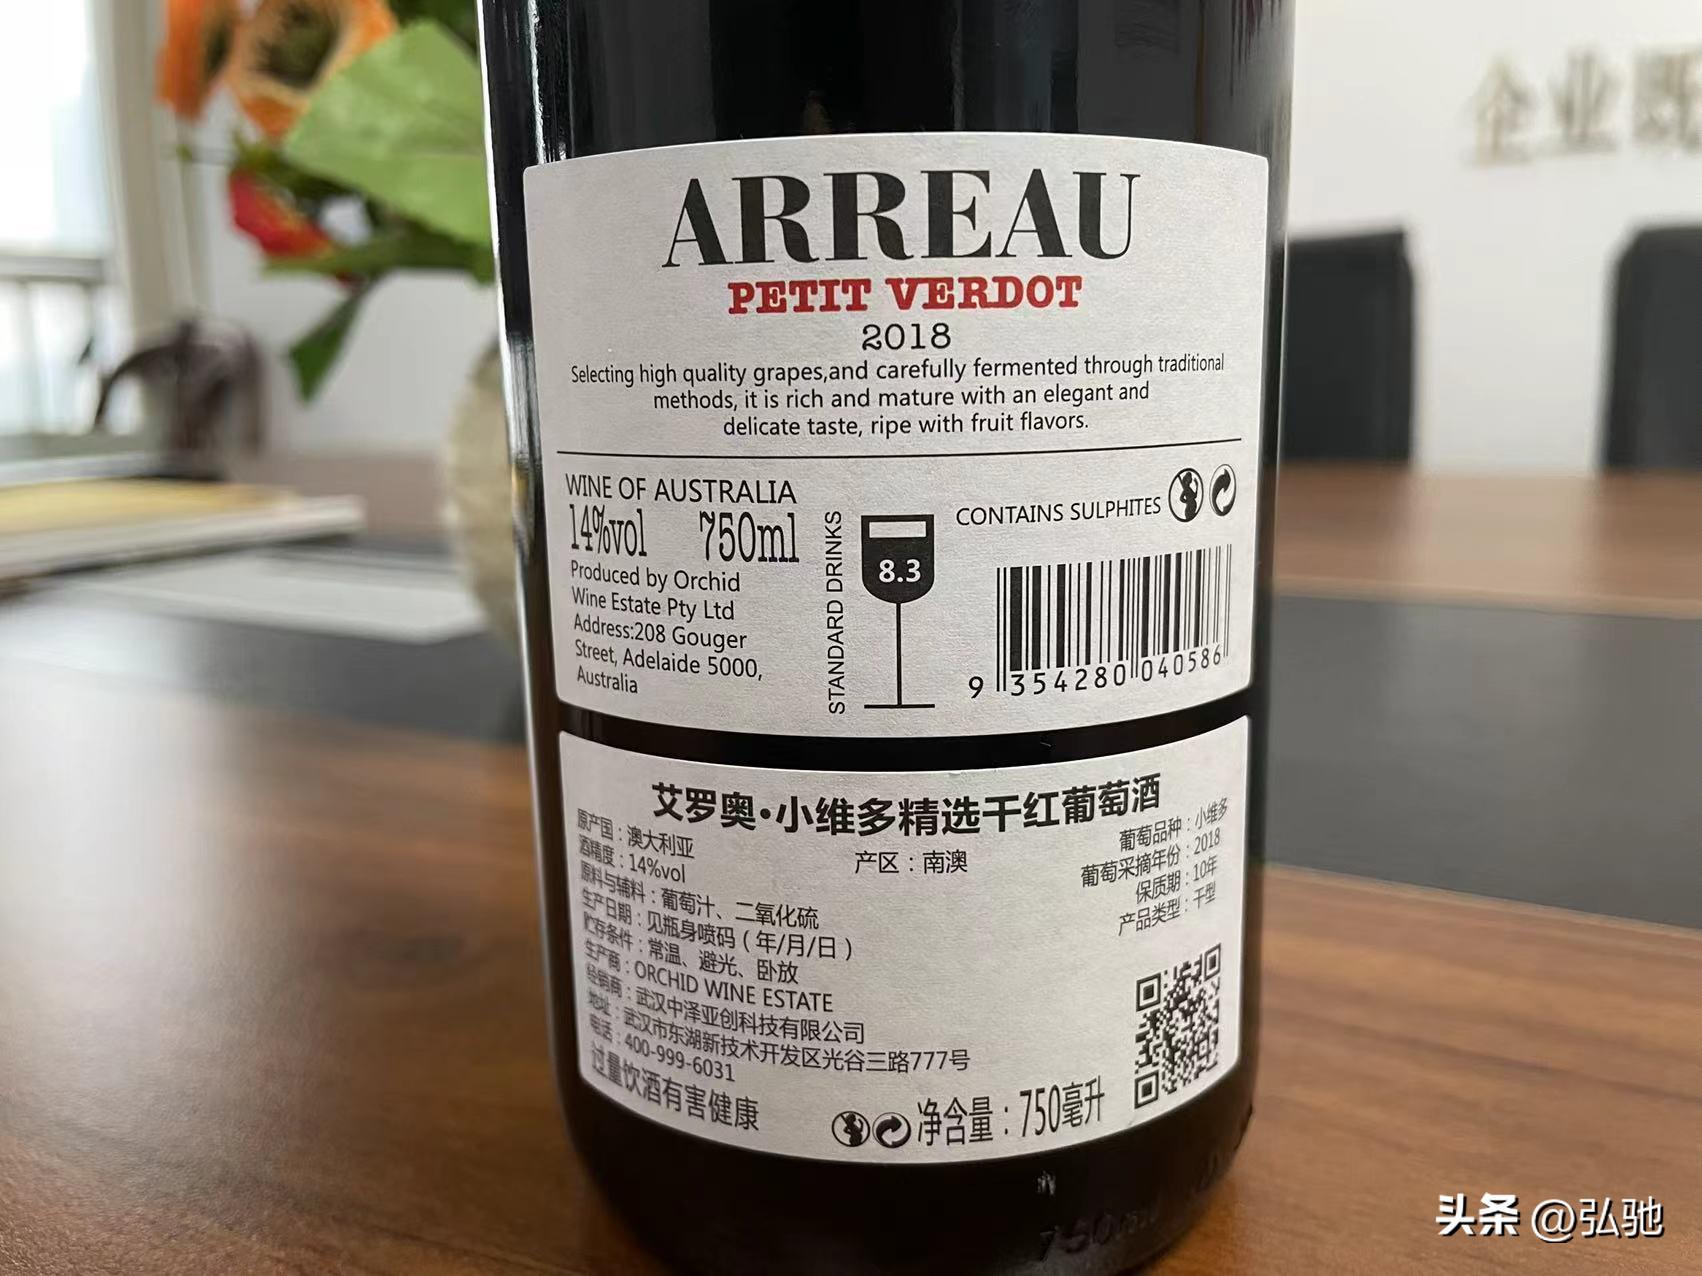 企业既
ARREAU
PETIT VERDOT
2018
Selecting high quality grapes,and carefully fermented through traditional
methods, it is rich and mature with an elegant and
delicate taste, ripe with fruit flavors.
WINE OF AUSTRALIA
14%vol 750ml
Produced by Orchid
Wine Estate Pty Ltd
Address:208 Gouger
Street, Adelaide 5000,
Australia
STANDARD DRINKS
8.3
CONTAINS SULPHITES
9 354280 040586
艾罗奥·小维多精选干红葡萄酒
原产国：澳大利亚
酒精度：14%vol
原料与辅料：葡萄汁、二氧化硫
生产日期：见瓶身喷码（年/月/日）
贮存条件：常温、避光、卧放
生产商：ORCHID WINE ESTATE
经销商：武汉中泽亚创科技有限公司
地址：武汉市东湖新技术开发区光谷三路777号
电话：400-999-6031
过量饮酒有害健康
产区：南澳
葡萄品种：小维多
葡萄采摘年份：2018
保质期：10年
产品类型：干型
净含量：750毫升
750ml
头条 @弘驰